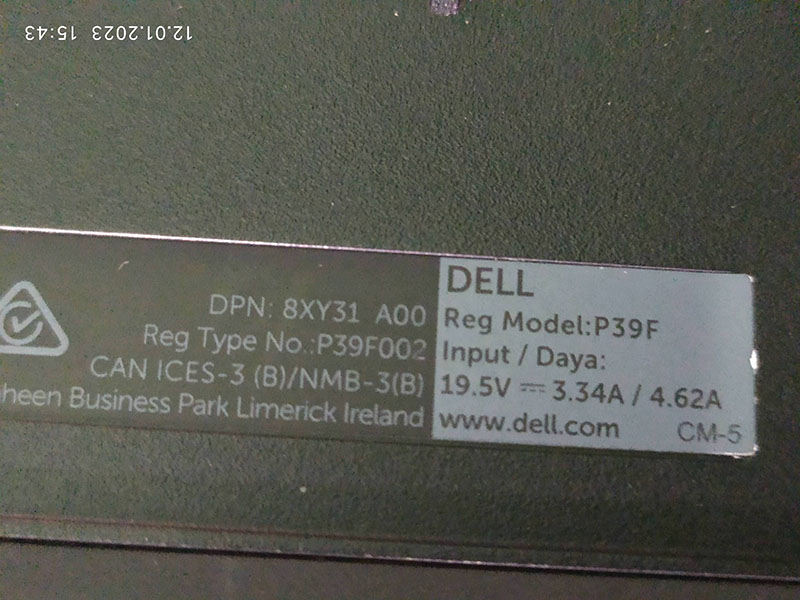 12.01.2023 15:43
DPN: 8XY31 A00
Reg Type No.:P39F002
CAN ICES-3 (B)/NMB-3(B)
Business Park Limerick Ireland
DELL
Reg Model:P39F
Input / Daya:
19.5V ⎓ 3.34A / 4.62A
www.dell.com CM-5